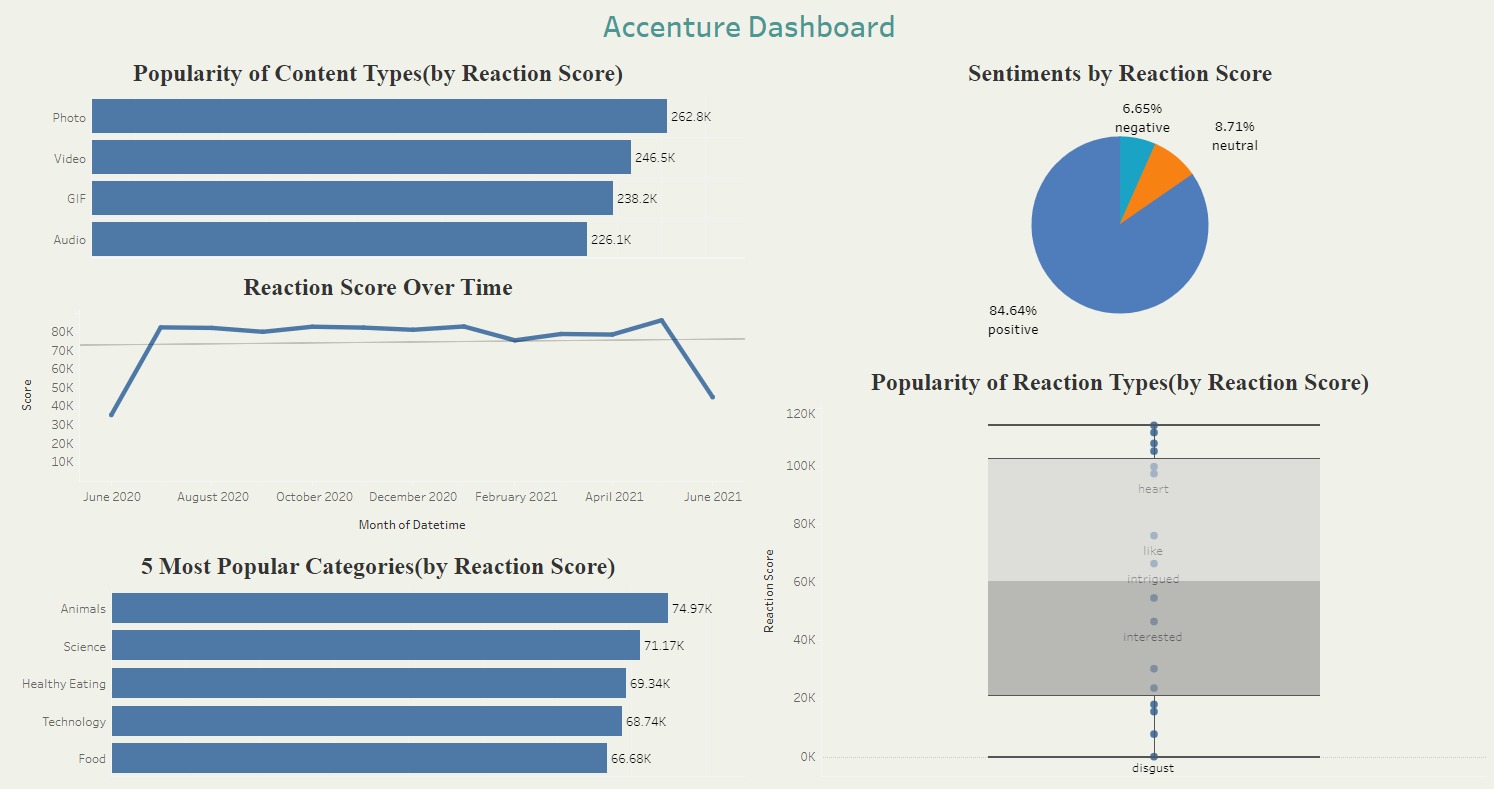 Accenture Dashboard
Popularity of Content Types(by Reaction Score)
Photo 262.8K
Video 246.5K
GIF 238.2K
Audio 226.1K
Reaction Score Over Time
80K
70K
60K
50K
40K
30K
20K
10K
Score
June 2020 August 2020 October 2020 December 2020 February 2021 April 2021 June 2021
Month of Datetime
5 Most Popular Categories(by Reaction Score)
Animals 74.97K
Science 71.17K
Healthy Eating 69.34K
Technology 68.74K
Food 66.68K
Sentiments by Reaction Score
6.65%
negative
8.71%
neutral
84.64%
positive
Popularity of Reaction Types(by Reaction Score)
120K
100K
heart
80K
like
intrigued
60K
interested
40K
20K
0K
disgust
Reaction Score